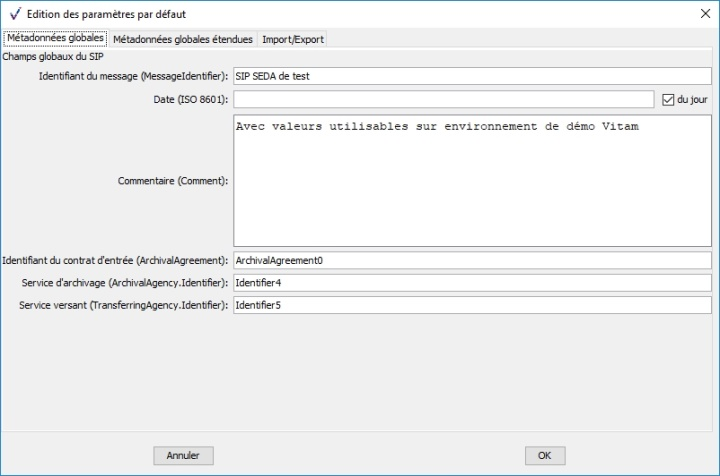 Edition des paramètres par défaut
Métadonnées globales Métadonnées globales étendues Import/Export
Champs globaux du SIP
Identifiant du message (MessageIdentifier): SIP SEDA de test
Date (ISO 8601): du jour
Avec valeurs utilisables sur environnement de démo Vitam
Commentaire (Comment):
Identifiant du contrat d'entrée (ArchivalAgreement): ArchivalAgreement0
Service d'archivage (ArchivalAgency.Identifier): Identifier4
Service versant (TransferringAgency.Identifier): Identifier5
Annuler OK